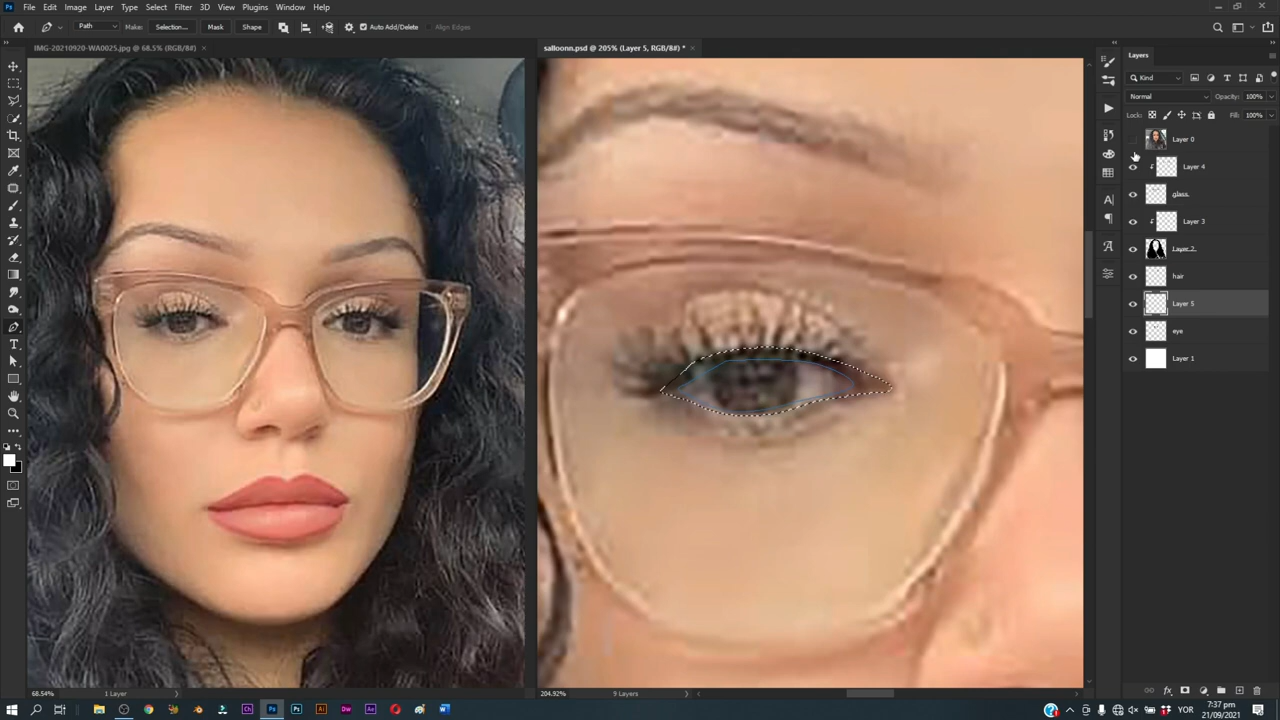 File Edit Image Layer Type Select Filter 3D View Plugins Window Help
Path Make: Selection... Mask Shape Auto Add/Delete Align Edges
IMG-20210920-WA0025.jpg @ 68.5% (RGB/8#) × salloonn.psd @ 205% (Layer 5, RGB/8#) * ×
Layers
Kind
Normal Opacity: 100%
Lock: Fill: 100%
Layer 0
Layer 4
glass.
Layer 3
Layer 2
hair
Layer 5
eye
Layer 1
68.54% 1 Layer 204.92% 9 Layers
YOR 7:37 pm
21/09/2021